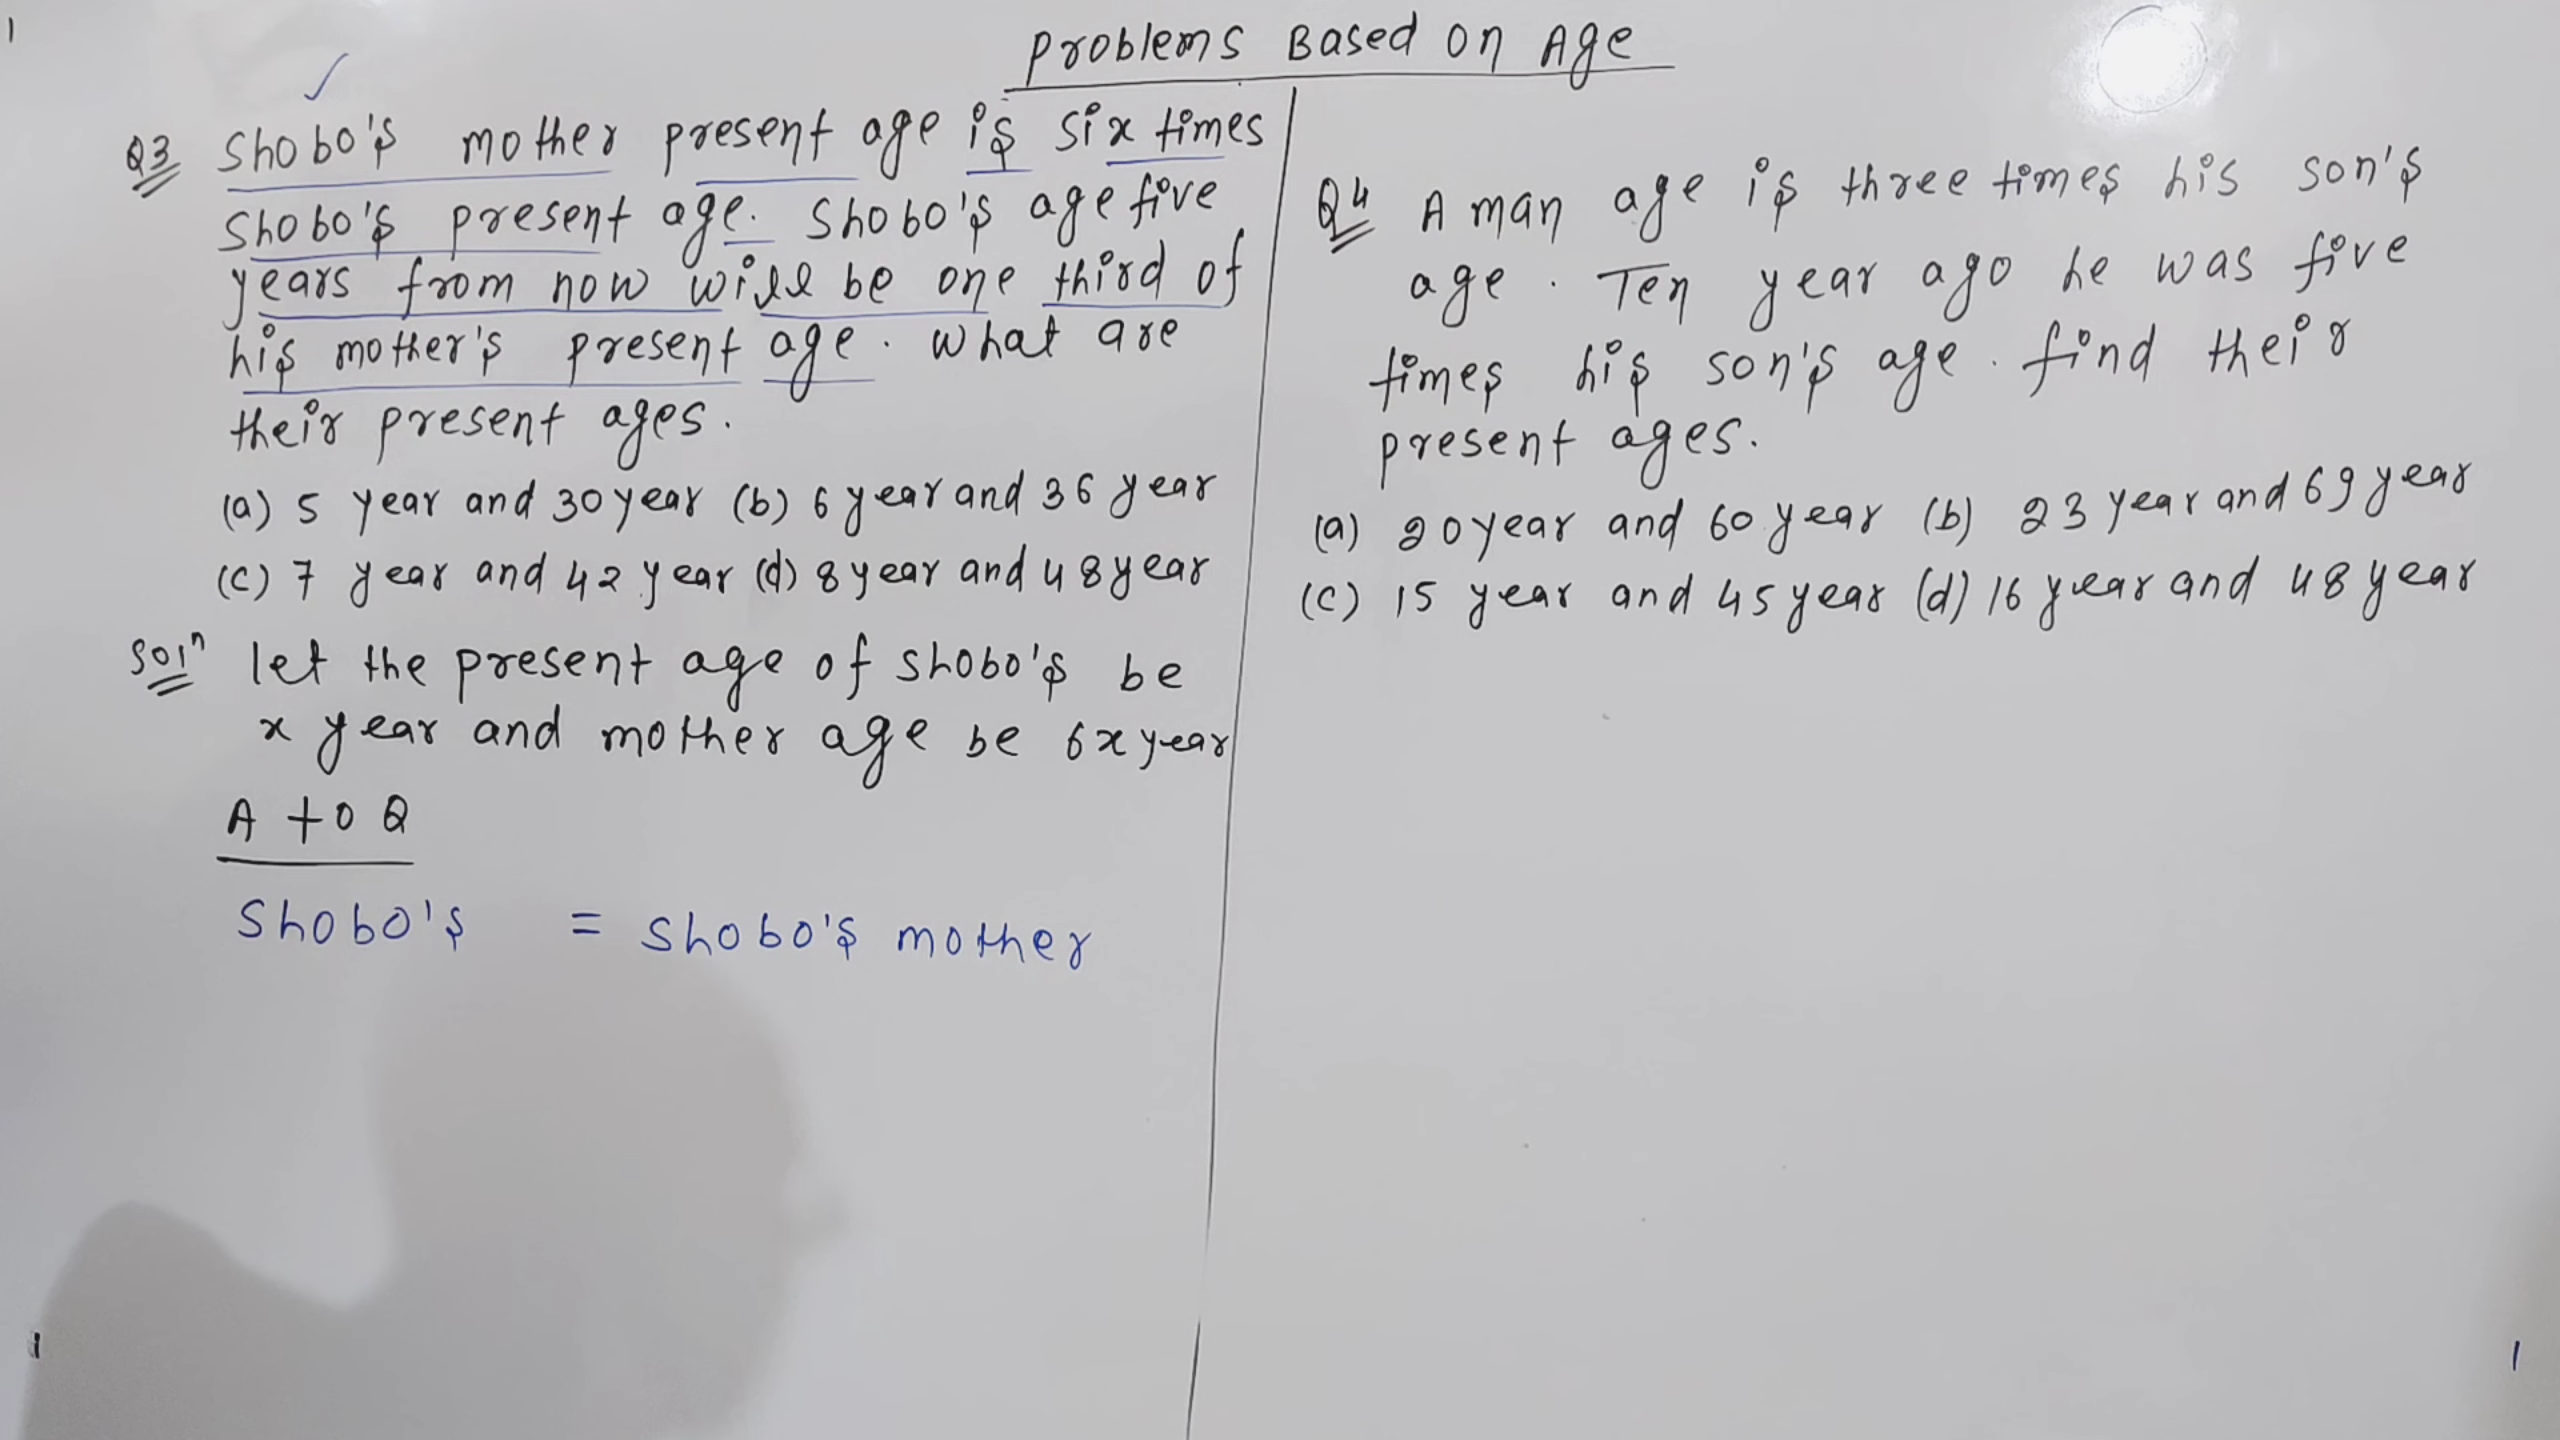 Problems Based on Age
Q3 Shobo's mother present age is six times
Shobo's present age. Shobo's age five
years from now will be one third of
his mother's present age. what are
their present ages.
(a) 5 year and 30 year (b) 6 year and 36 year
(c) 7 year and 42 year (d) 8 year and 48 year
Solⁿ let the present age of shobo's be
x year and mother age be 6x year
A to Q
Shobo's = Shobo's mother
Q4 A man age is three times his son's
age. Ten year ago he was five
times his son's age. find their
present ages.
(a) 20 year and 60 year (b) 23 year and 69 year
(c) 15 year and 45 year (d) 16 year and 48 year